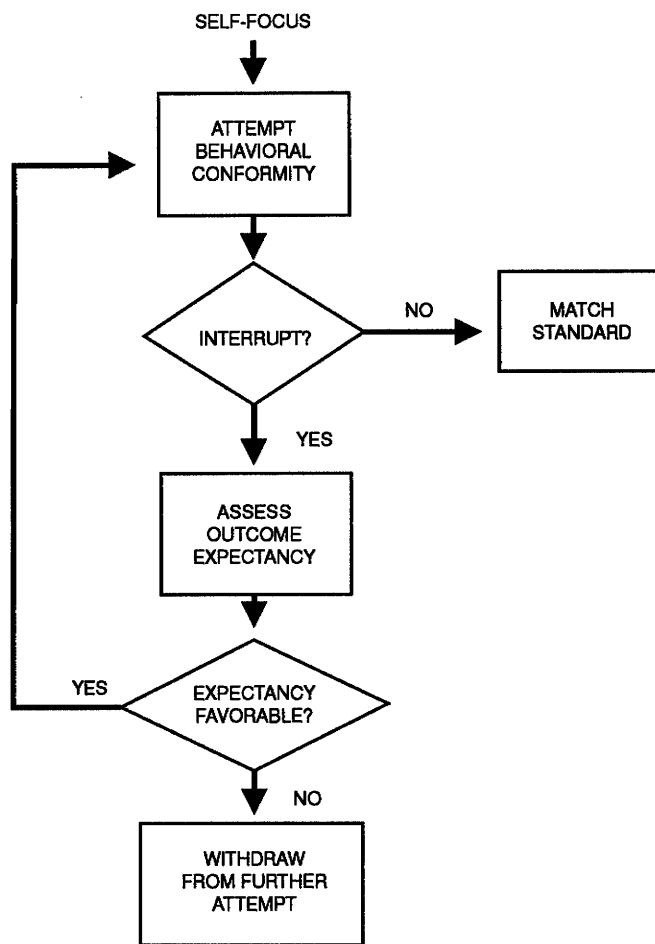 SELF-FOCUS
ATTEMPT
BEHAVIORAL
CONFORMITY
INTERRUPT?
NO
MATCH
STANDARD
YES
ASSESS
OUTCOME
EXPECTANCY
YES
EXPECTANCY
FAVORABLE?
NO
WITHDRAW
FROM FURTHER
ATTEMPT